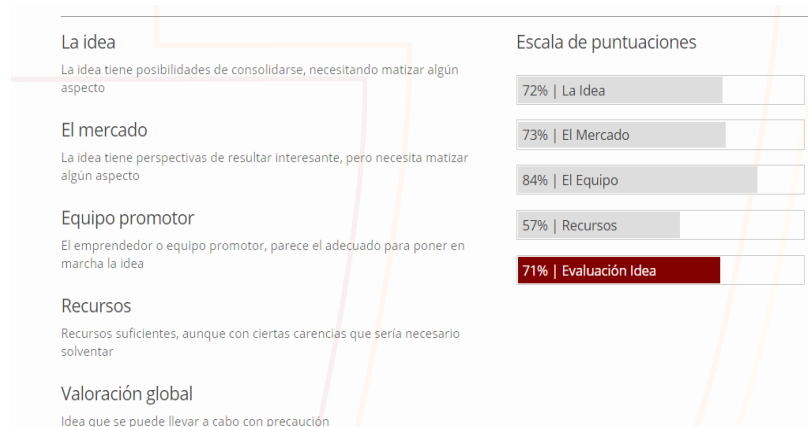 La idea
La idea tiene posibilidades de consolidarse, necesitando matizar algún
aspecto
El mercado
La idea tiene perspectivas de resultar interesante, pero necesita matizar
algún aspecto
Equipo promotor
El emprendedor o equipo promotor, parece el adecuado para poner en
marcha la idea
Recursos
Recursos suficientes, aunque con ciertas carencias que sería necesario
solventar
Valoración global
Idea que se puede llevar a cabo con precaución
Escala de puntuaciones
72% | La Idea
73% | El Mercado
84% | El Equipo
57% | Recursos
71% | Evaluación Idea